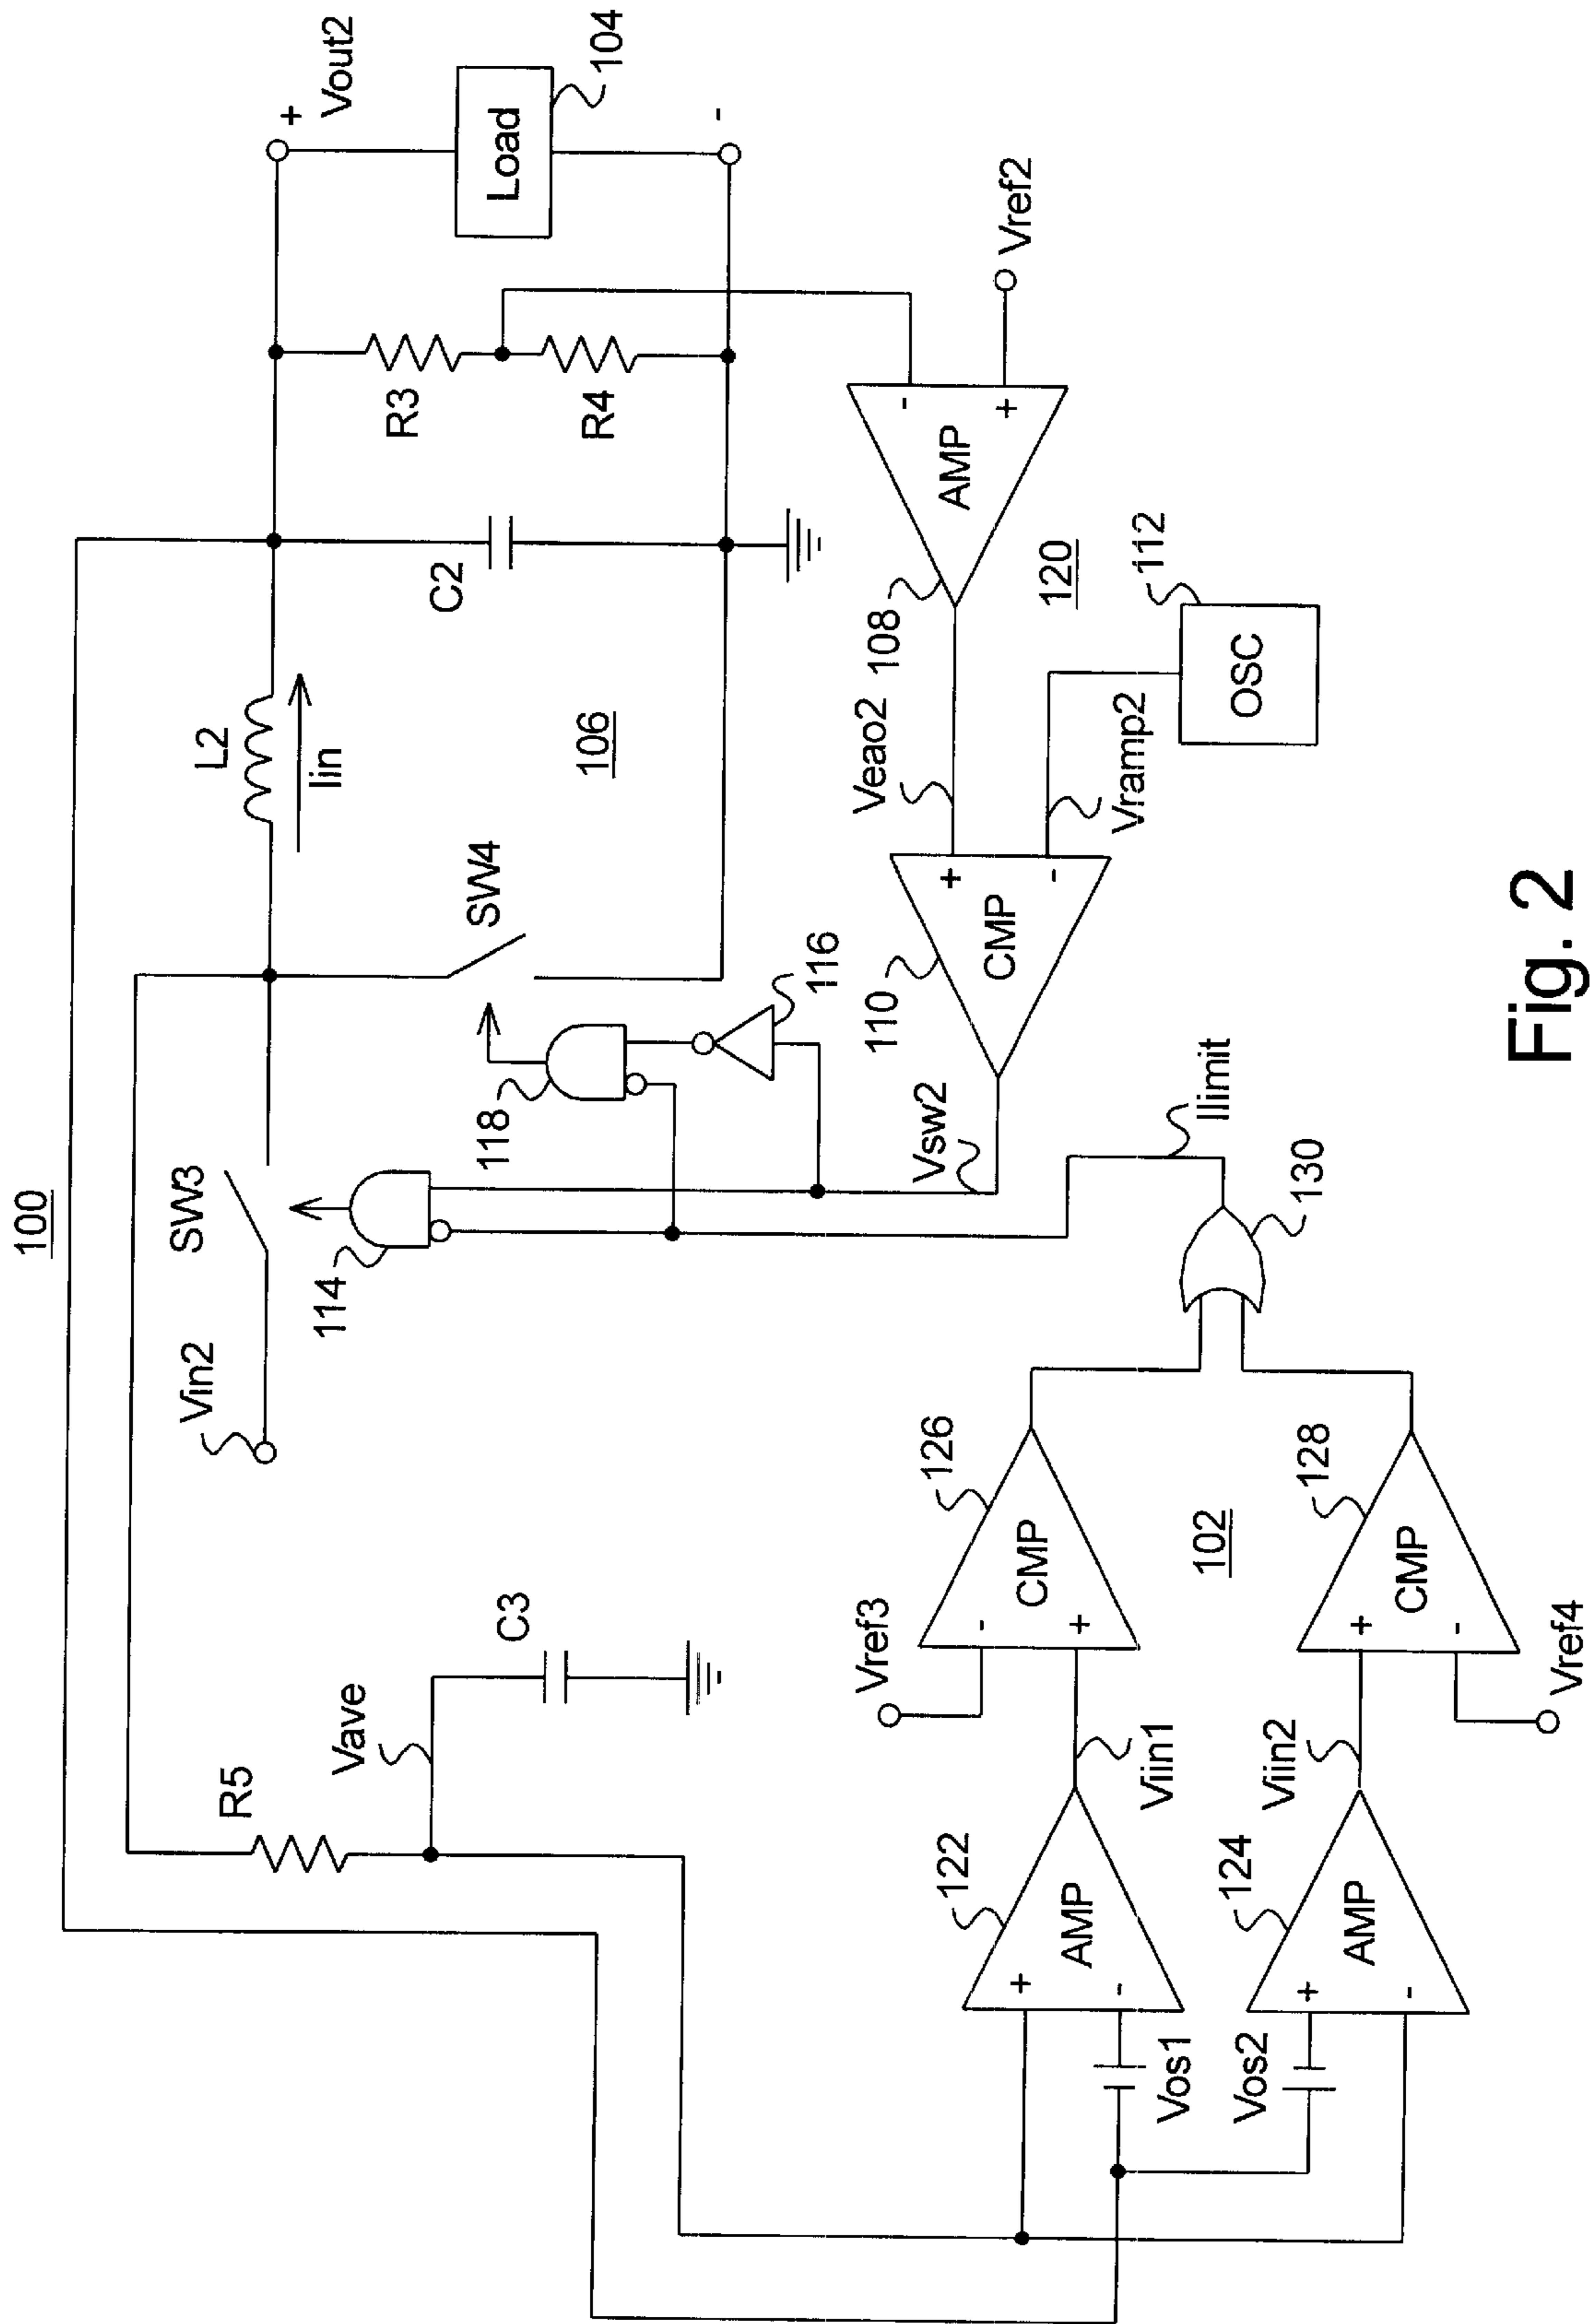 100
Vin2
SW3
L2
Iin
+
Vout2
Load
104
-
R5
Vave
C3
114
118
116
SW4
106
C2
R3
R4
Vsw2
110
CMP
+
-
Veao2
Vramp2
108
AMP
-
+
Vref2
120
112
OSC
Ilimit
130
Vref3
126
CMP
-
+
122
AMP
+
-
Viin1
Vos1
102
Vos2
124
AMP
+
-
Viin2
128
CMP
+
-
Vref4
Fig. 2